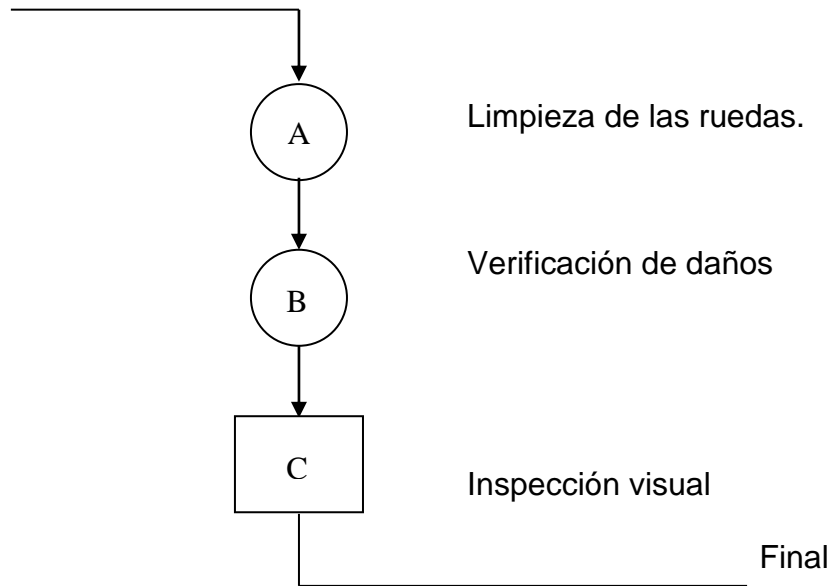 A
Limpieza de las ruedas.
B
Verificación de daños
C
Inspección visual
Final